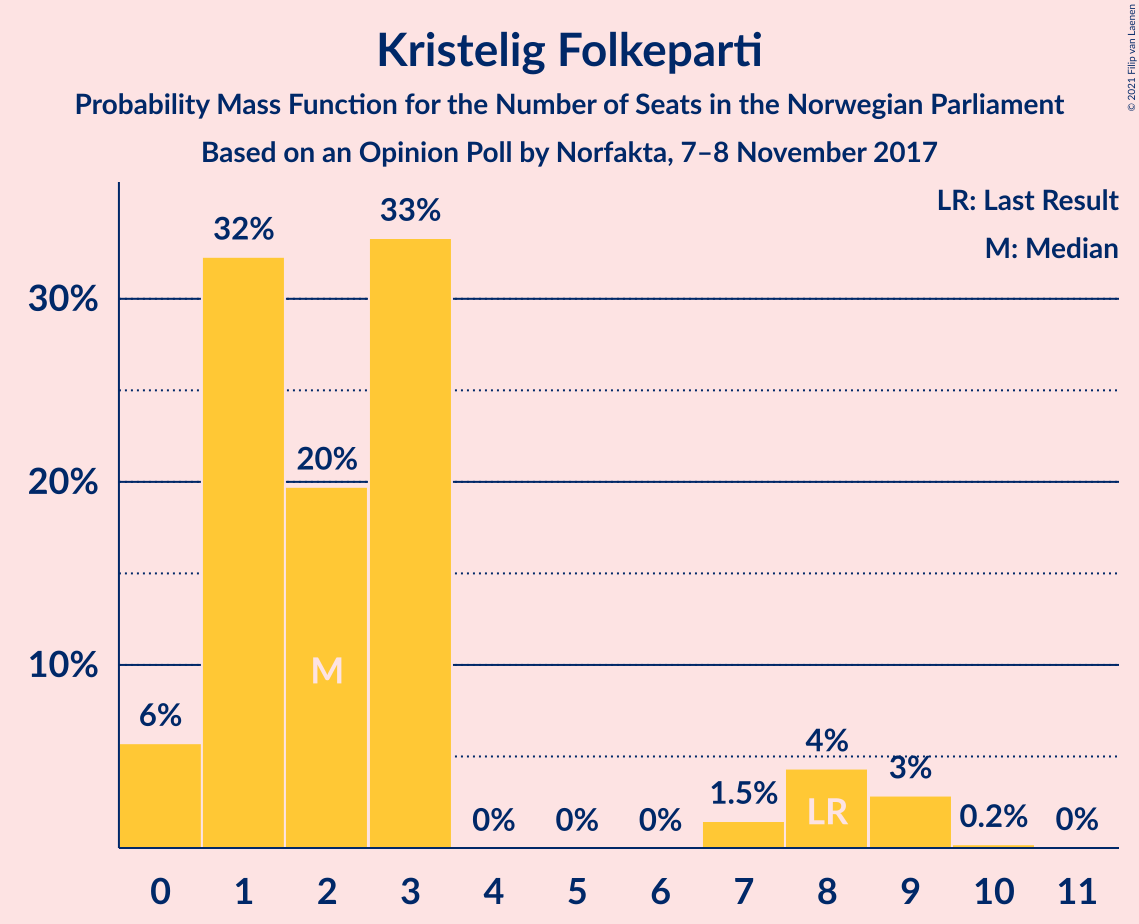 Kristelig Folkeparti
Probability Mass Function for the Number of Seats in the Norwegian Parliament
Based on an Opinion Poll by Norfakta, 7–8 November 2017
© 2021 Filip van Laenen
LR: Last Result
M: Median
30%
20%
10%
6%
32%
20%
33%
0%
0%
0%
1.5%
4%
3%
0.2%
0%
M
LR
0 1 2 3 4 5 6 7 8 9 10 11